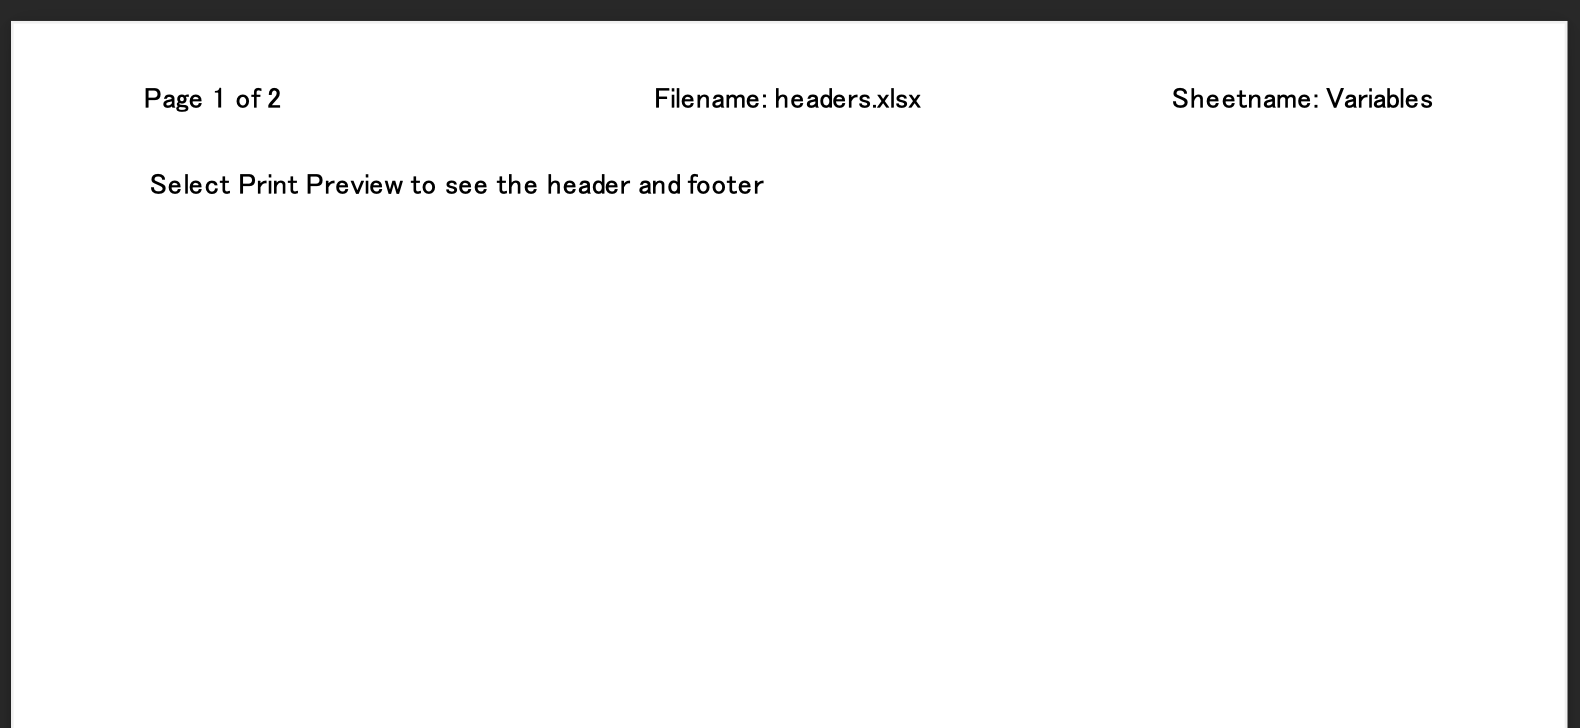 Page 1 of 2 Filename: headers.xlsx Sheetname: Variables
Select Print Preview to see the header and footer